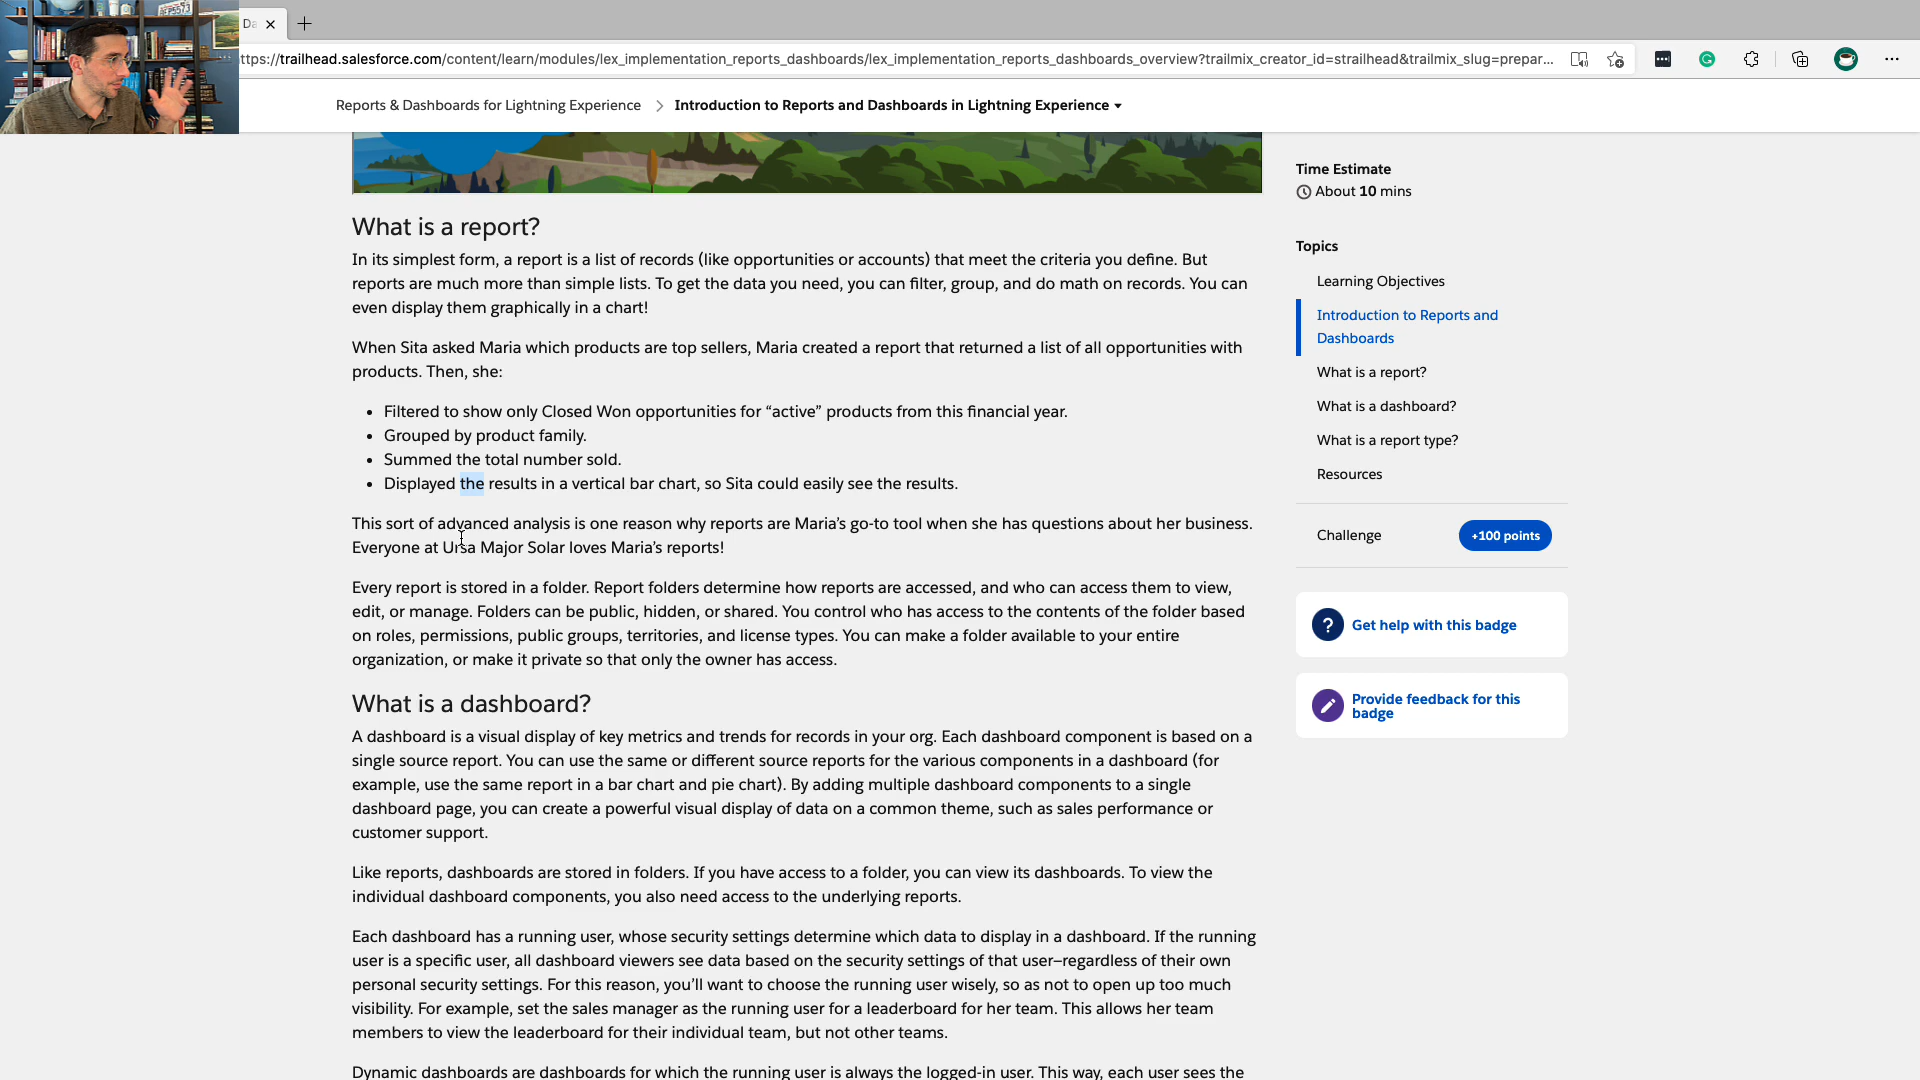 Da
https://trailhead.salesforce.com/content/learn/modules/lex_implementation_reports_dashboards/lex_implementation_reports_dashboards_overview?trailmix_creator_id=strailhead&trailmix_slug=prepar...
Reports & Dashboards for Lightning Experience > Introduction to Reports and Dashboards in Lightning Experience
What is a report?
In its simplest form, a report is a list of records (like opportunities or accounts) that meet the criteria you define. But
reports are much more than simple lists. To get the data you need, you can filter, group, and do math on records. You can
even display them graphically in a chart!
When Sita asked Maria which products are top sellers, Maria created a report that returned a list of all opportunities with
products. Then, she:
• Filtered to show only Closed Won opportunities for “active” products from this financial year.
• Grouped by product family.
• Summed the total number sold.
• Displayed the results in a vertical bar chart, so Sita could easily see the results.
This sort of advanced analysis is one reason why reports are Maria’s go-to tool when she has questions about her business.
Everyone at Ursa Major Solar loves Maria’s reports!
Every report is stored in a folder. Report folders determine how reports are accessed, and who can access them to view,
edit, or manage. Folders can be public, hidden, or shared. You control who has access to the contents of the folder based
on roles, permissions, public groups, territories, and license types. You can make a folder available to your entire
organization, or make it private so that only the owner has access.
What is a dashboard?
A dashboard is a visual display of key metrics and trends for records in your org. Each dashboard component is based on a
single source report. You can use the same or different source reports for the various components in a dashboard (for
example, use the same report in a bar chart and pie chart). By adding multiple dashboard components to a single
dashboard page, you can create a powerful visual display of data on a common theme, such as sales performance or
customer support.
Like reports, dashboards are stored in folders. If you have access to a folder, you can view its dashboards. To view the
individual dashboard components, you also need access to the underlying reports.
Each dashboard has a running user, whose security settings determine which data to display in a dashboard. If the running
user is a specific user, all dashboard viewers see data based on the security settings of that user—regardless of their own
personal security settings. For this reason, you’ll want to choose the running user wisely, so as not to open up too much
visibility. For example, set the sales manager as the running user for a leaderboard for her team. This allows her team
members to view the leaderboard for their individual team, but not other teams.
Dynamic dashboards are dashboards for which the running user is always the logged-in user. This way, each user sees the
Time Estimate
About 10 mins
Topics
Learning Objectives
Introduction to Reports and
Dashboards
What is a report?
What is a dashboard?
What is a report type?
Resources
Challenge
+100 points
Get help with this badge
Provide feedback for this
badge